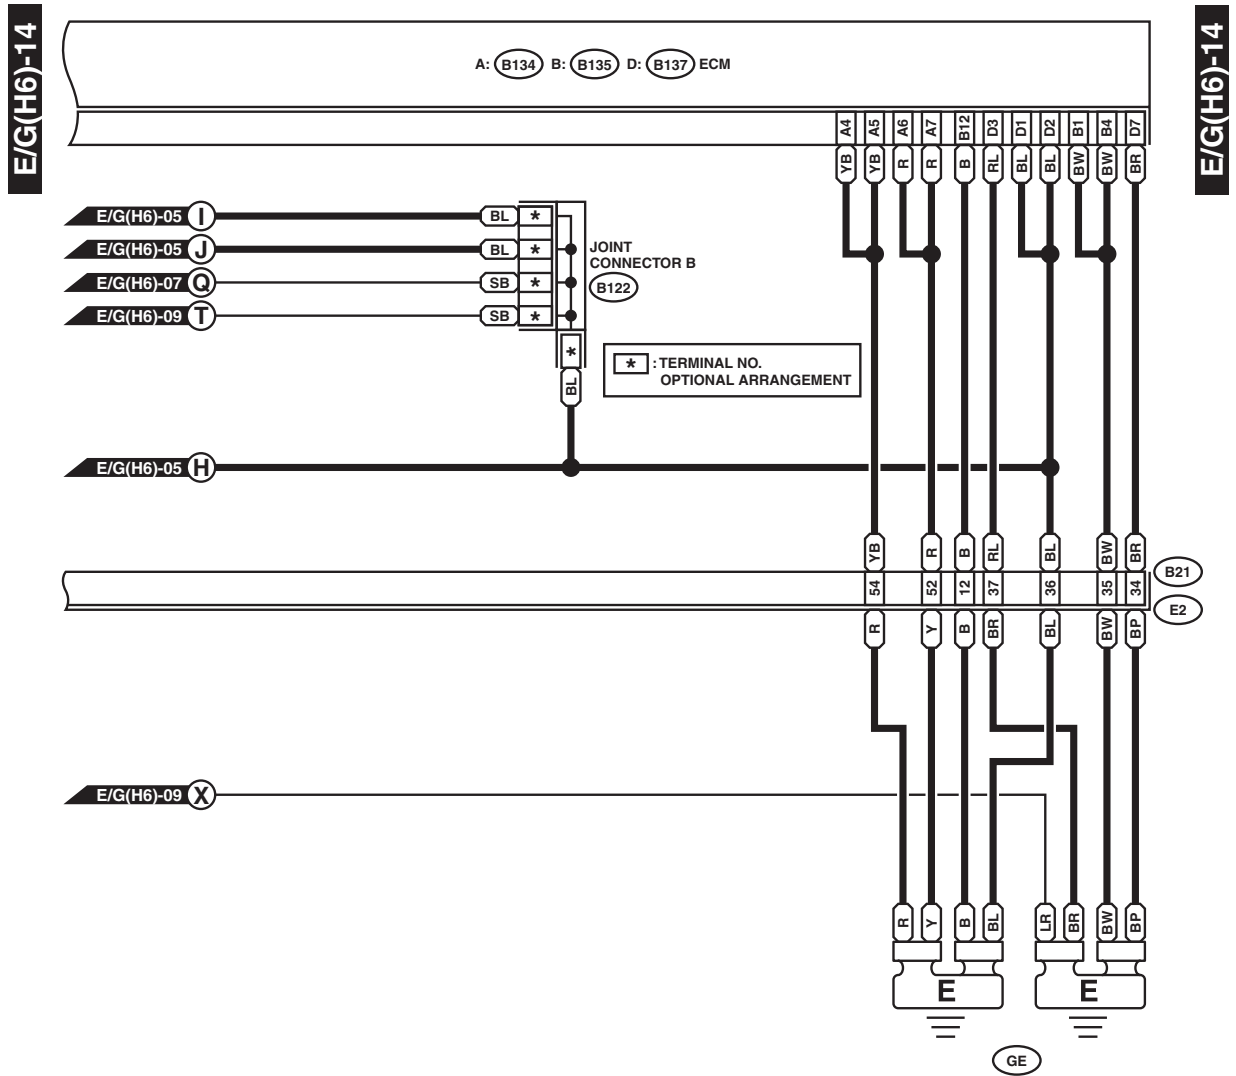 E/G(H6)-14
E/G(H6)-14
A: B134 B: B135 D: B137 ECM
A4 A5 A6 A7 B12 D3 D1 D2 B1 B4 D7
YB YB R R B RL BL BL BW BW BR
E/G(H6)-05 I BL *
E/G(H6)-05 J BL *
JOINT
CONNECTOR B
E/G(H6)-07 Q SB *
B122
E/G(H6)-09 T SB *
*
BL
* : TERMINAL NO.
OPTIONAL ARRANGEMENT
E/G(H6)-05 H
YB R B RL BL BW BR
54 52 12 37 36 35 34
B21
E2
R Y B BR BL BW BP
E/G(H6)-09 X
R Y B BL LR BR BW BP
E E
GE